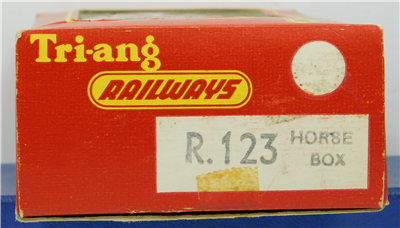 Tri-ang
RAILWAYS
R.123 HORSE
BOX